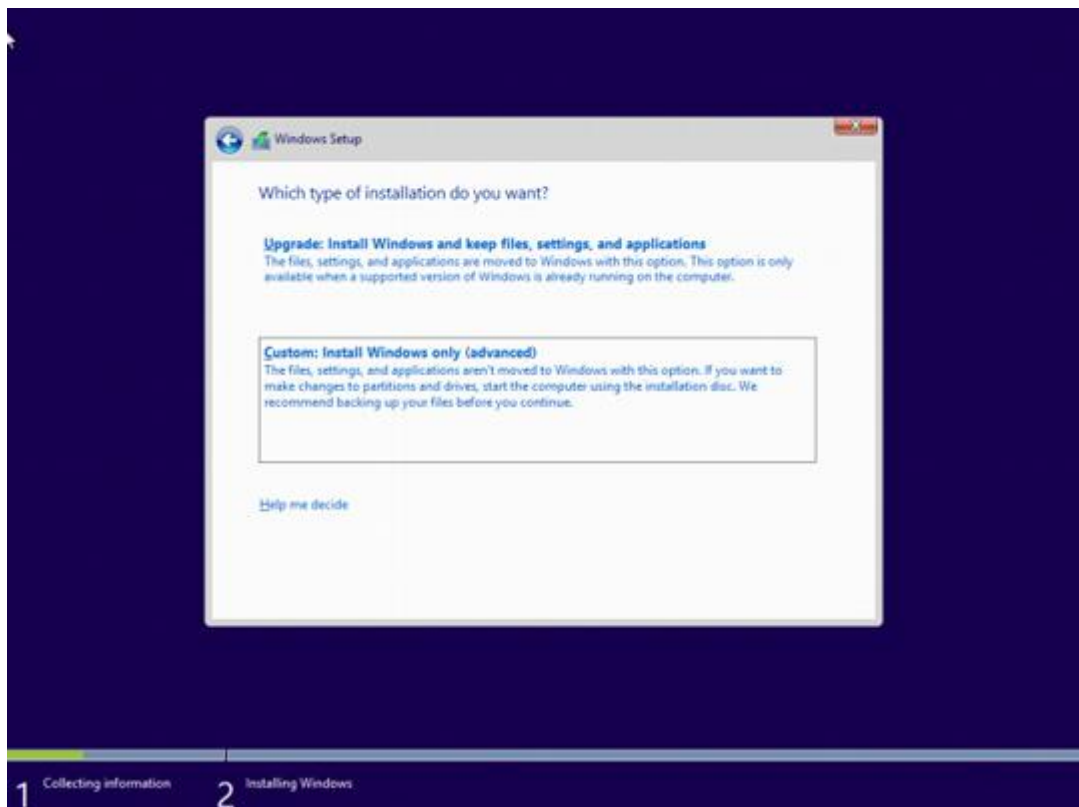 Windows Setup
Which type of installation do you want?
Upgrade: Install Windows and keep files, settings, and applications
The files, settings, and applications are moved to Windows with this option. This option is only
available when a supported version of Windows is already running on the computer.
Custom: Install Windows only (advanced)
The files, settings, and applications aren't moved to Windows with this option. If you want to
make changes to partitions and drives, start the computer using the installation disc. We
recommend backing up your files before you continue.
Help me decide
1 Collecting information 2 Installing Windows